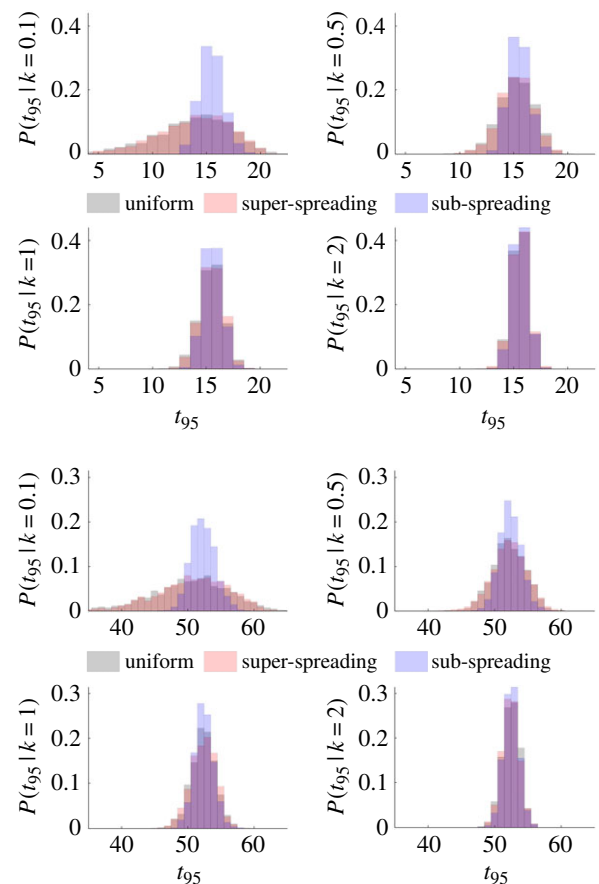 P(t95 | k = 0.1)
0.4
0.2
0
5 10 15 20
P(t95 | k = 0.5)
0.4
0.2
0
5 10 15 20
uniform super-spreading sub-spreading
P(t95 | k = 1)
0.4
0.2
0
5 10 15 20
t95
P(t95 | k = 2)
0.4
0.2
0
5 10 15 20
t95
P(t95 | k = 0.1)
0.3
0.2
0.1
0
40 50 60
P(t95 | k = 0.5)
0.3
0.2
0.1
0
40 50 60
uniform super-spreading sub-spreading
P(t95 | k = 1)
0.3
0.2
0.1
0
40 50 60
t95
P(t95 | k = 2)
0.3
0.2
0.1
0
40 50 60
t95